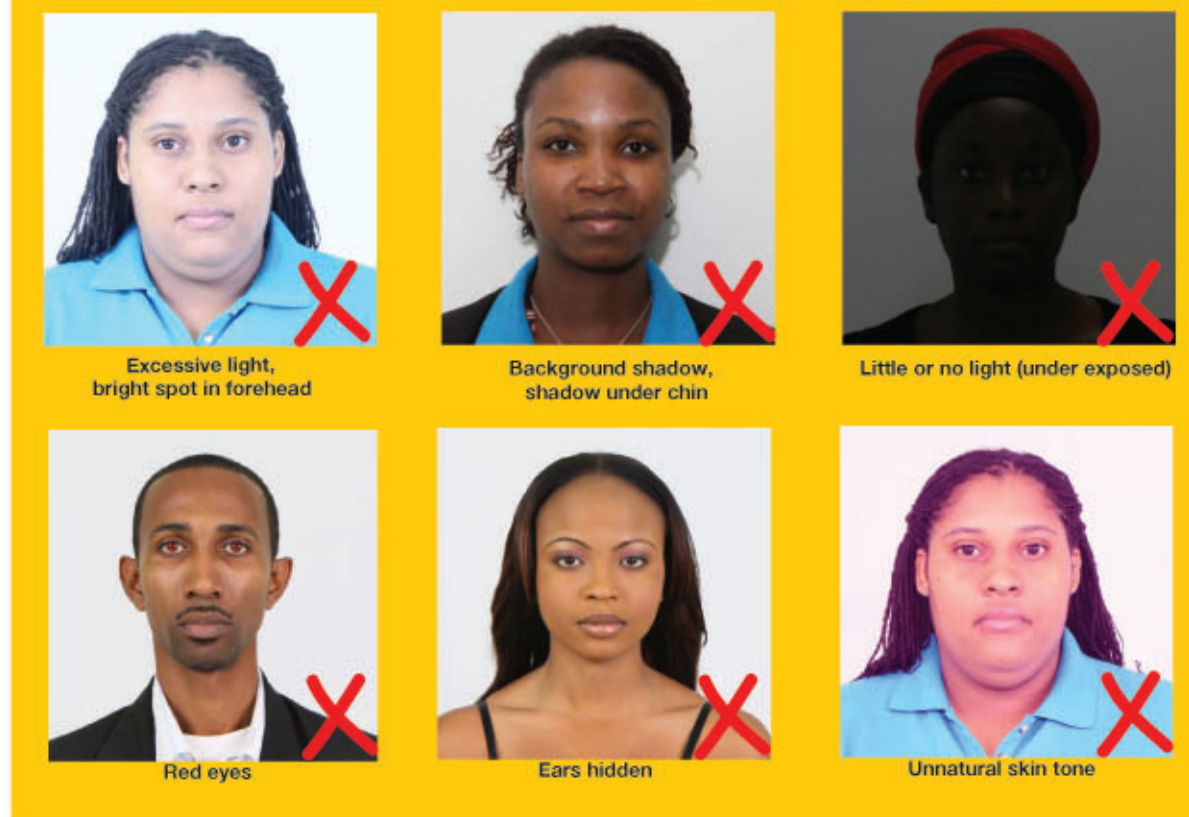 Excessive light,
bright spot in forehead
Background shadow,
shadow under chin
Little or no light (under exposed)
Red eyes
Ears hidden
Unnatural skin tone